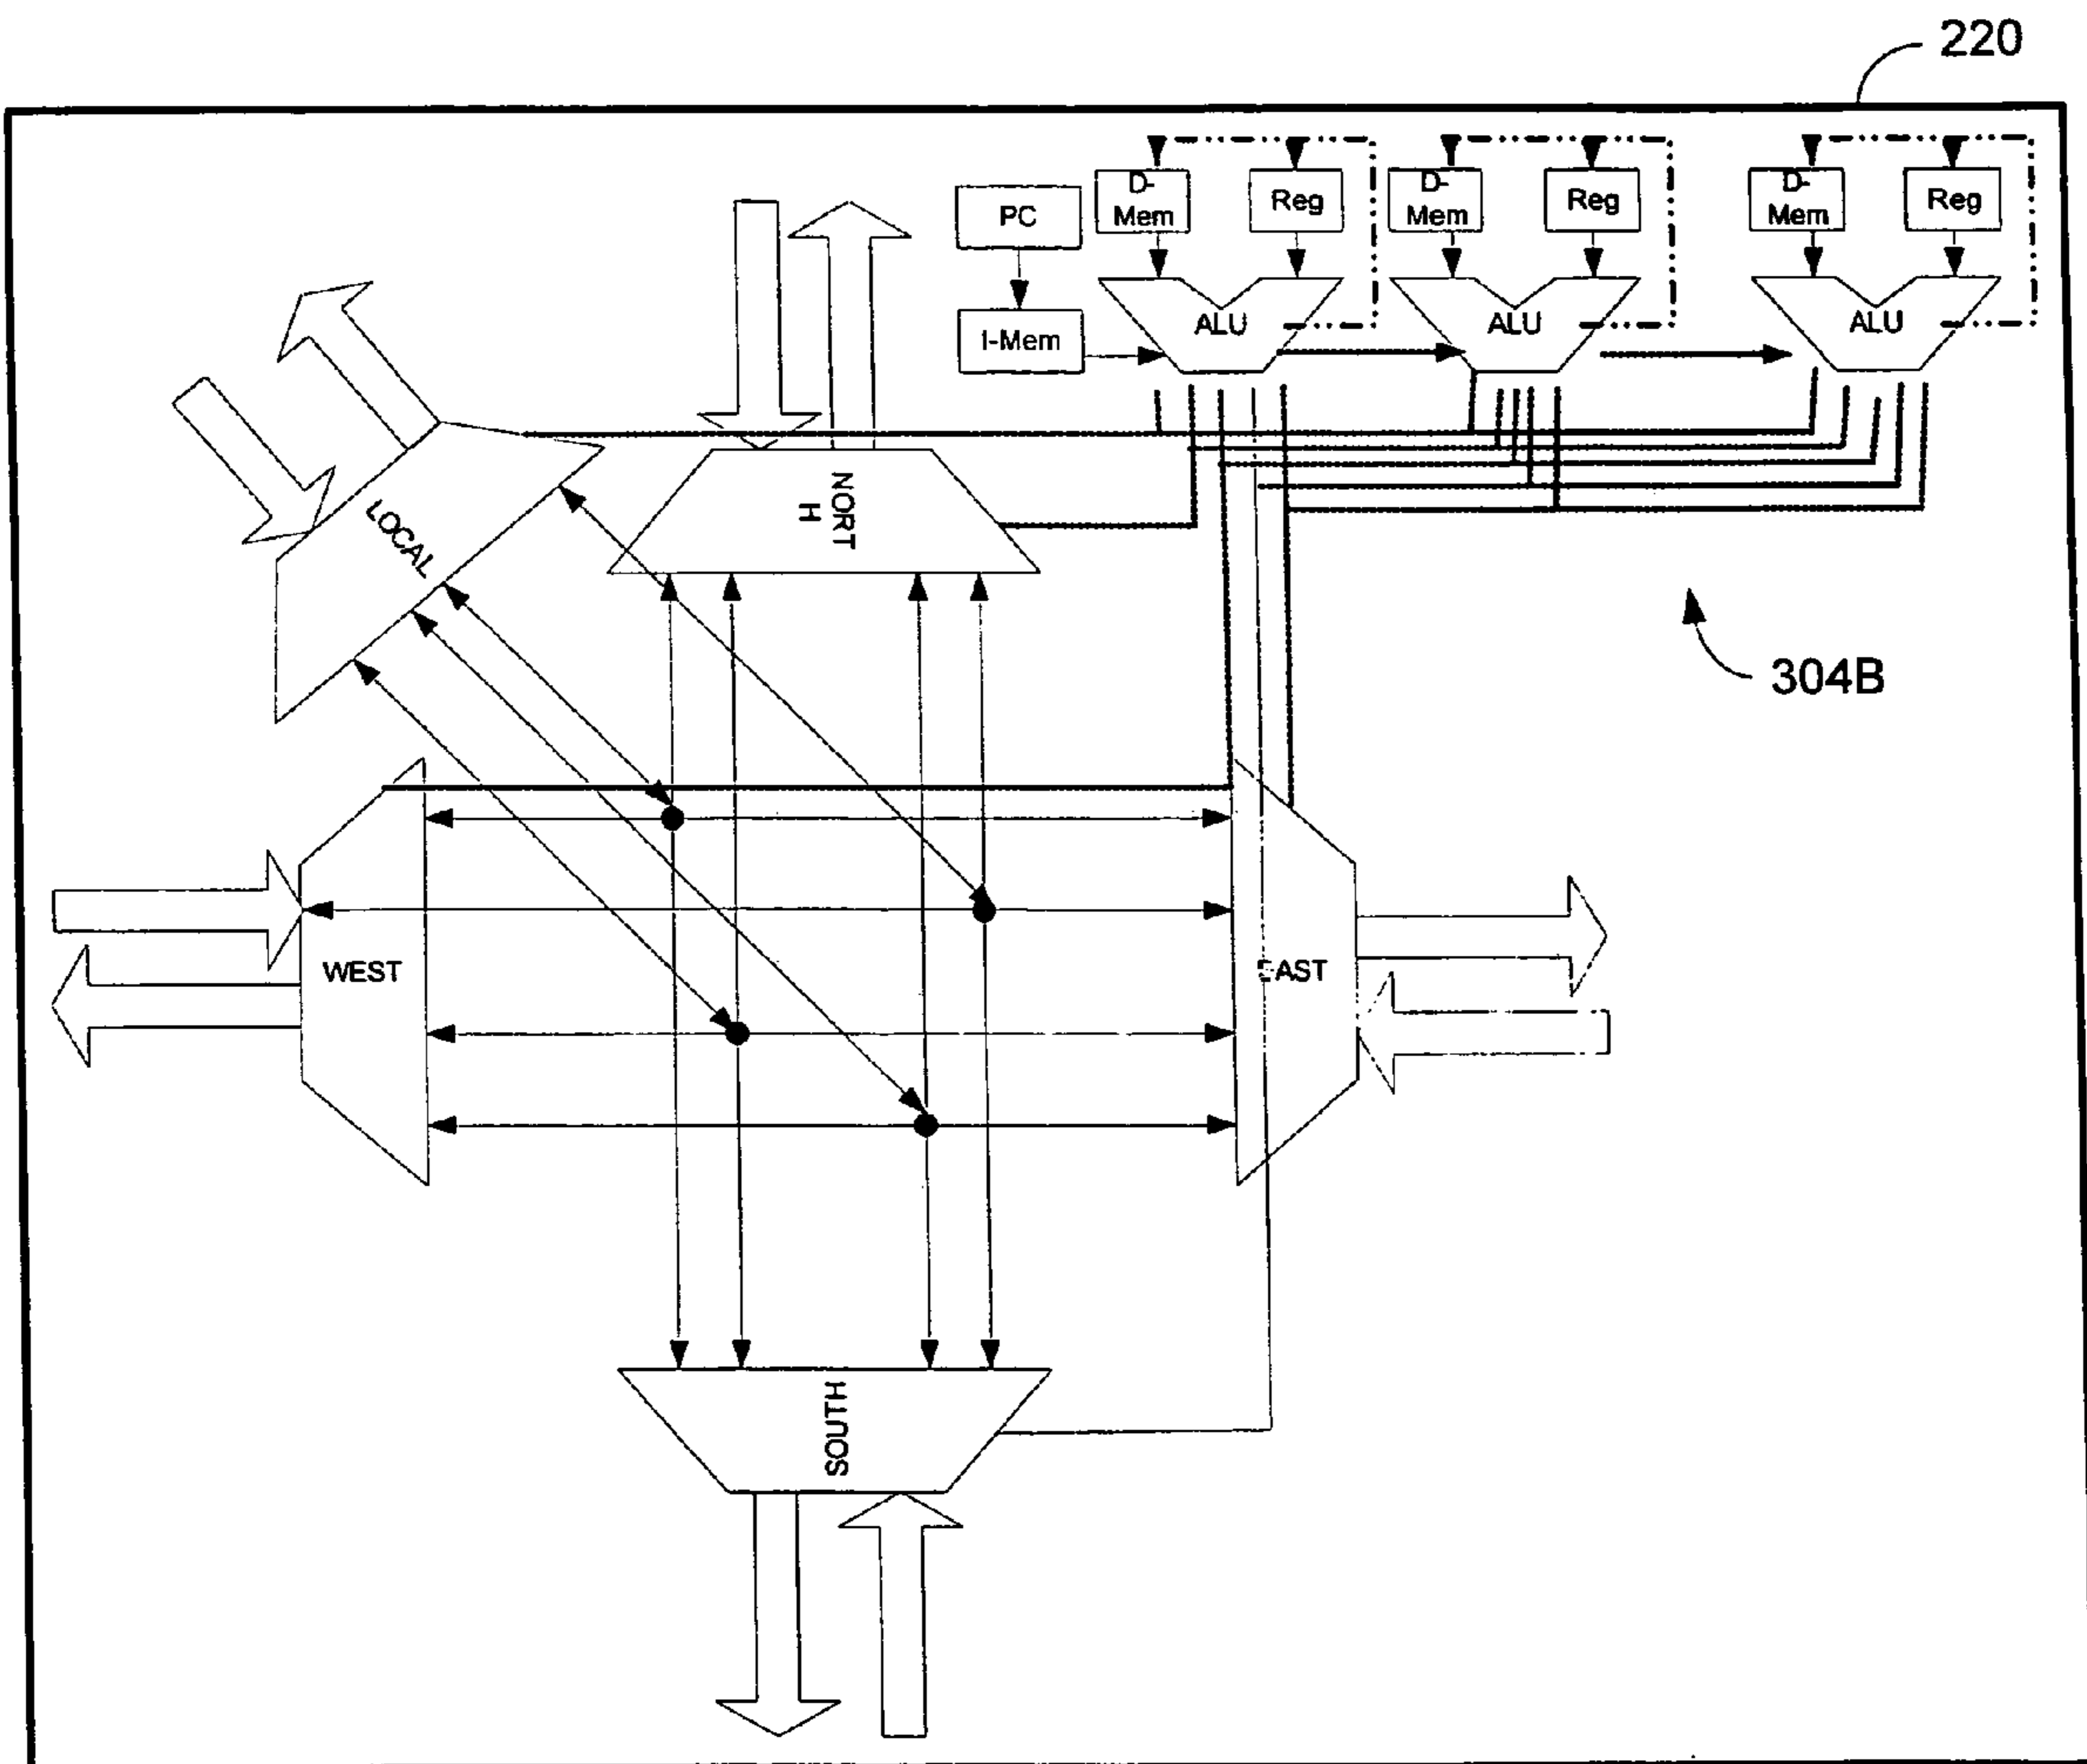 220
D-
Mem
Reg
D-
Mem
Reg
D-
Mem
Reg
PC
I-Mem
ALU
ALU
ALU
NORT
H
LOCAL
304B
WEST
EAST
SOUTH